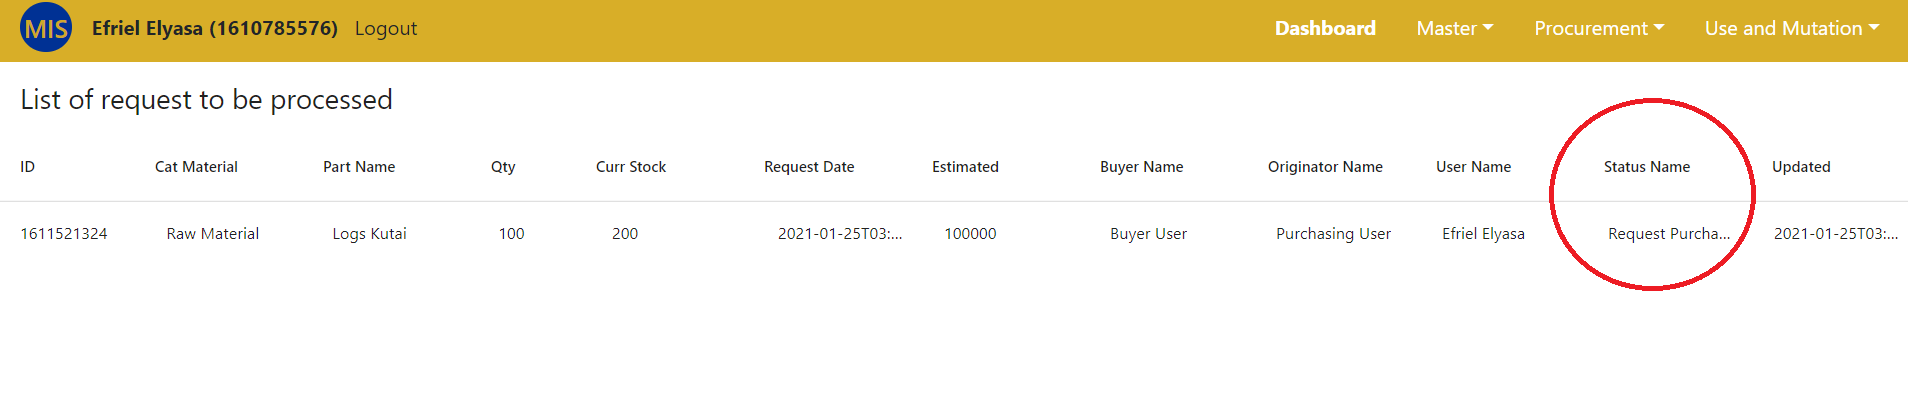 MIS Efriel Elyasa (1610785576) Logout Dashboard Master Procurement Use and Mutation
List of request to be processed
ID Cat Material Part Name Qty Curr Stock Request Date Estimated Buyer Name Originator Name User Name Status Name Updated
1611521324 Raw Material Logs Kutai 100 200 2021-01-25T03:... 100000 Buyer User Purchasing User Efriel Elyasa Request Purcha... 2021-01-25T03:...